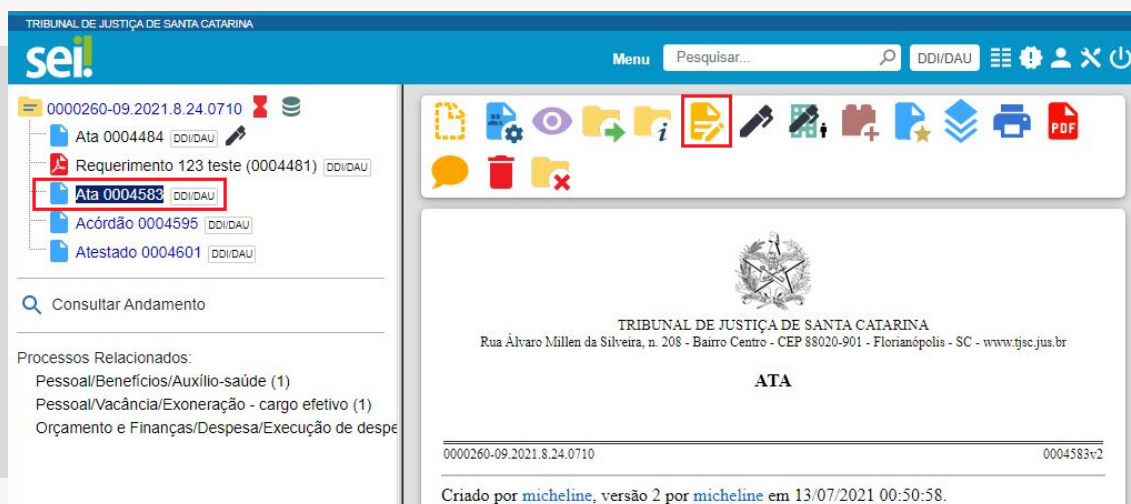 TRIBUNAL DE JUSTIÇA DE SANTA CATARINA
sei!
Menu Pesquisar... DDI/DAU
0000260-09.2021.8.24.0710
Ata 0004484 DDI/DAU
Requerimento 123 teste (0004481) DDI/DAU
Ata 0004583 DDI/DAU
Acórdão 0004595 DDI/DAU
Atestado 0004601 DDI/DAU
Consultar Andamento
Processos Relacionados:
Pessoal/Benefícios/Auxílio-saúde (1)
Pessoal/Vacância/Exoneração - cargo efetivo (1)
Orçamento e Finanças/Despesa/Execução de despe
PDF
TRIBUNAL DE JUSTIÇA DE SANTA CATARINA
Rua Álvaro Millen da Silveira, n. 208 - Bairro Centro - CEP 88020-901 - Florianópolis - SC - www.tjsc.jus.br
ATA
0000260-09.2021.8.24.0710 0004583v2
Criado por micheline, versão 2 por micheline em 13/07/2021 00:50:58.